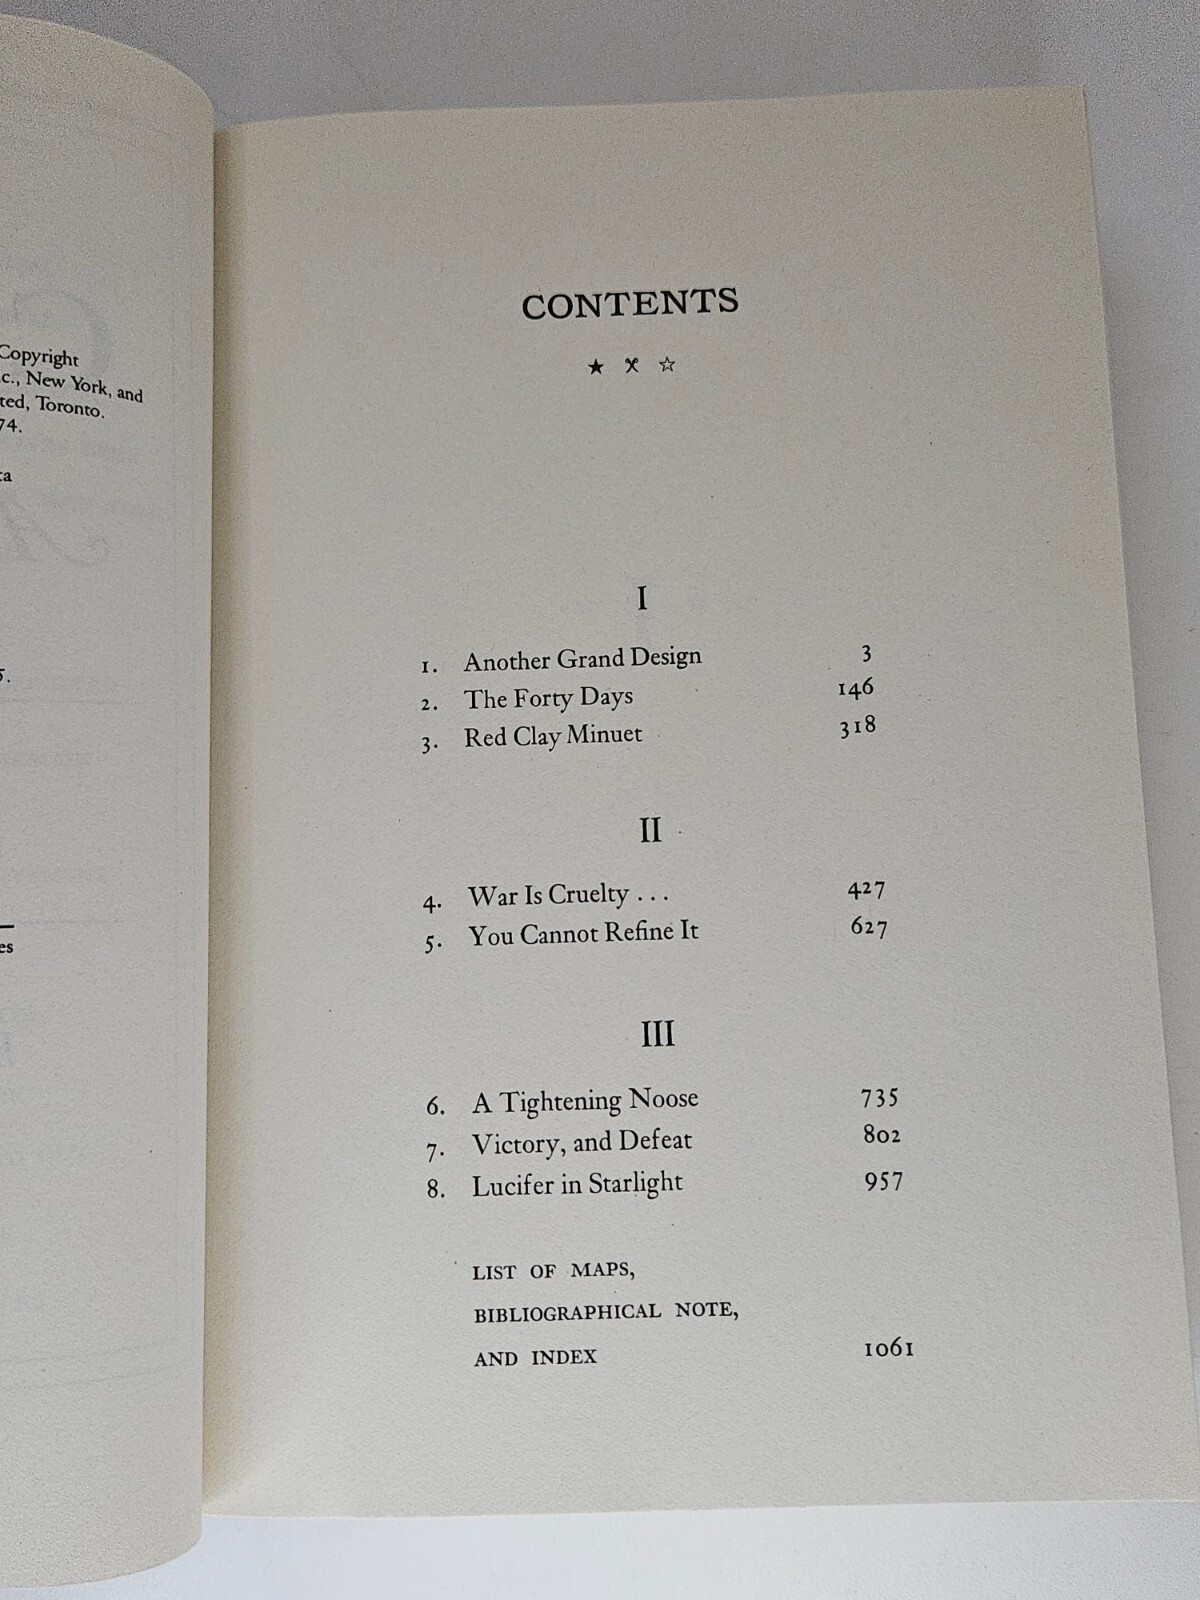 Copyright
c., New York, and
ted, Toronto.
74.
5.
es
CONTENTS
I
1. Another Grand Design 3
2. The Forty Days 146
3. Red Clay Minuet 318
II
4. War Is Cruelty . . . 427
5. You Cannot Refine It 627
III
6. A Tightening Noose 735
7. Victory, and Defeat 802
8. Lucifer in Starlight 957
LIST OF MAPS,
BIBLIOGRAPHICAL NOTE,
AND INDEX 1061